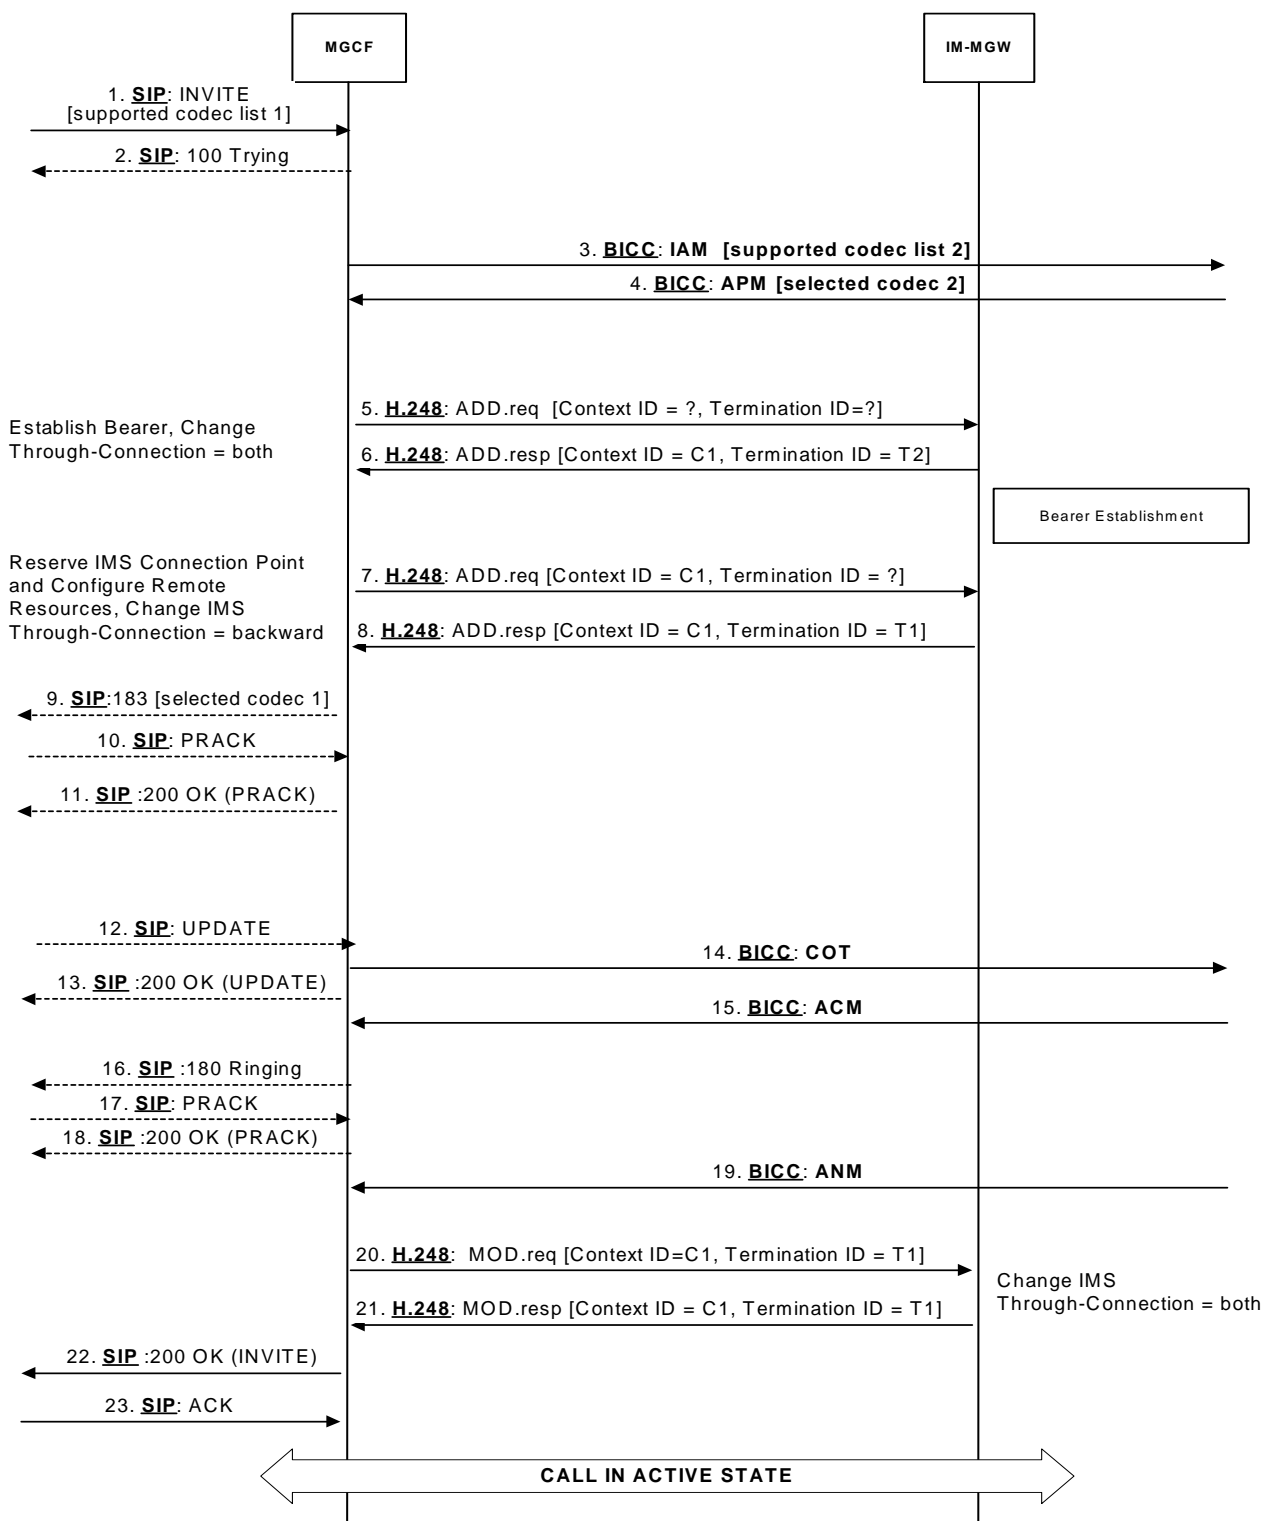 MGCF
IM-MGW
1. SIP: INVITE
[supported codec list 1]
2. SIP: 100 Trying
3. BICC: IAM [supported codec list 2]
4. BICC: APM [selected codec 2]
5. H.248: ADD.req [Context ID = ?, Termination ID=?]
Establish Bearer, Change
Through-Connection = both
6. H.248: ADD.resp [Context ID = C1, Termination ID = T2]
Bearer Establishment
Reserve IMS Connection Point
and Configure Remote
Resources, Change IMS
Through-Connection = backward
7. H.248: ADD.req [Context ID = C1, Termination ID = ?]
8. H.248: ADD.resp [Context ID = C1, Termination ID = T1]
9. SIP:183 [selected codec 1]
10. SIP: PRACK
11. SIP :200 OK (PRACK)
12. SIP: UPDATE
14. BICC: COT
13. SIP :200 OK (UPDATE)
15. BICC: ACM
16. SIP :180 Ringing
17. SIP: PRACK
18. SIP :200 OK (PRACK)
19. BICC: ANM
20. H.248: MOD.req [Context ID=C1, Termination ID = T1]
Change IMS
Through-Connection = both
21. H.248: MOD.resp [Context ID = C1, Termination ID = T1]
22. SIP :200 OK (INVITE)
23. SIP: ACK
CALL IN ACTIVE STATE